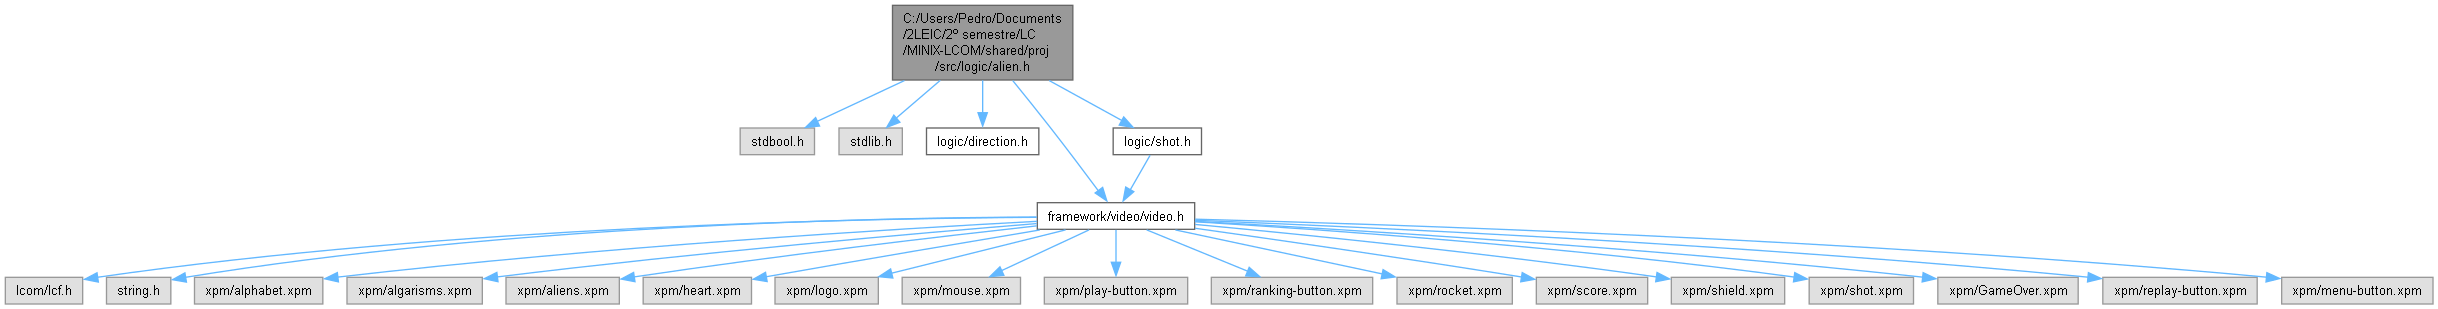 C:/Users/Pedro/Documents
/2LEIC/2º semestre/LC
/MINIX-LCOM/shared/proj
/src/logic/alien.h
stdbool.h
stdlib.h
logic/direction.h
logic/shot.h
framework/video/video.h
lcom/lcf.h
string.h
xpm/alphabet.xpm
xpm/algarisms.xpm
xpm/aliens.xpm
xpm/heart.xpm
xpm/logo.xpm
xpm/mouse.xpm
xpm/play-button.xpm
xpm/ranking-button.xpm
xpm/rocket.xpm
xpm/score.xpm
xpm/shield.xpm
xpm/shot.xpm
xpm/GameOver.xpm
xpm/replay-button.xpm
xpm/menu-button.xpm